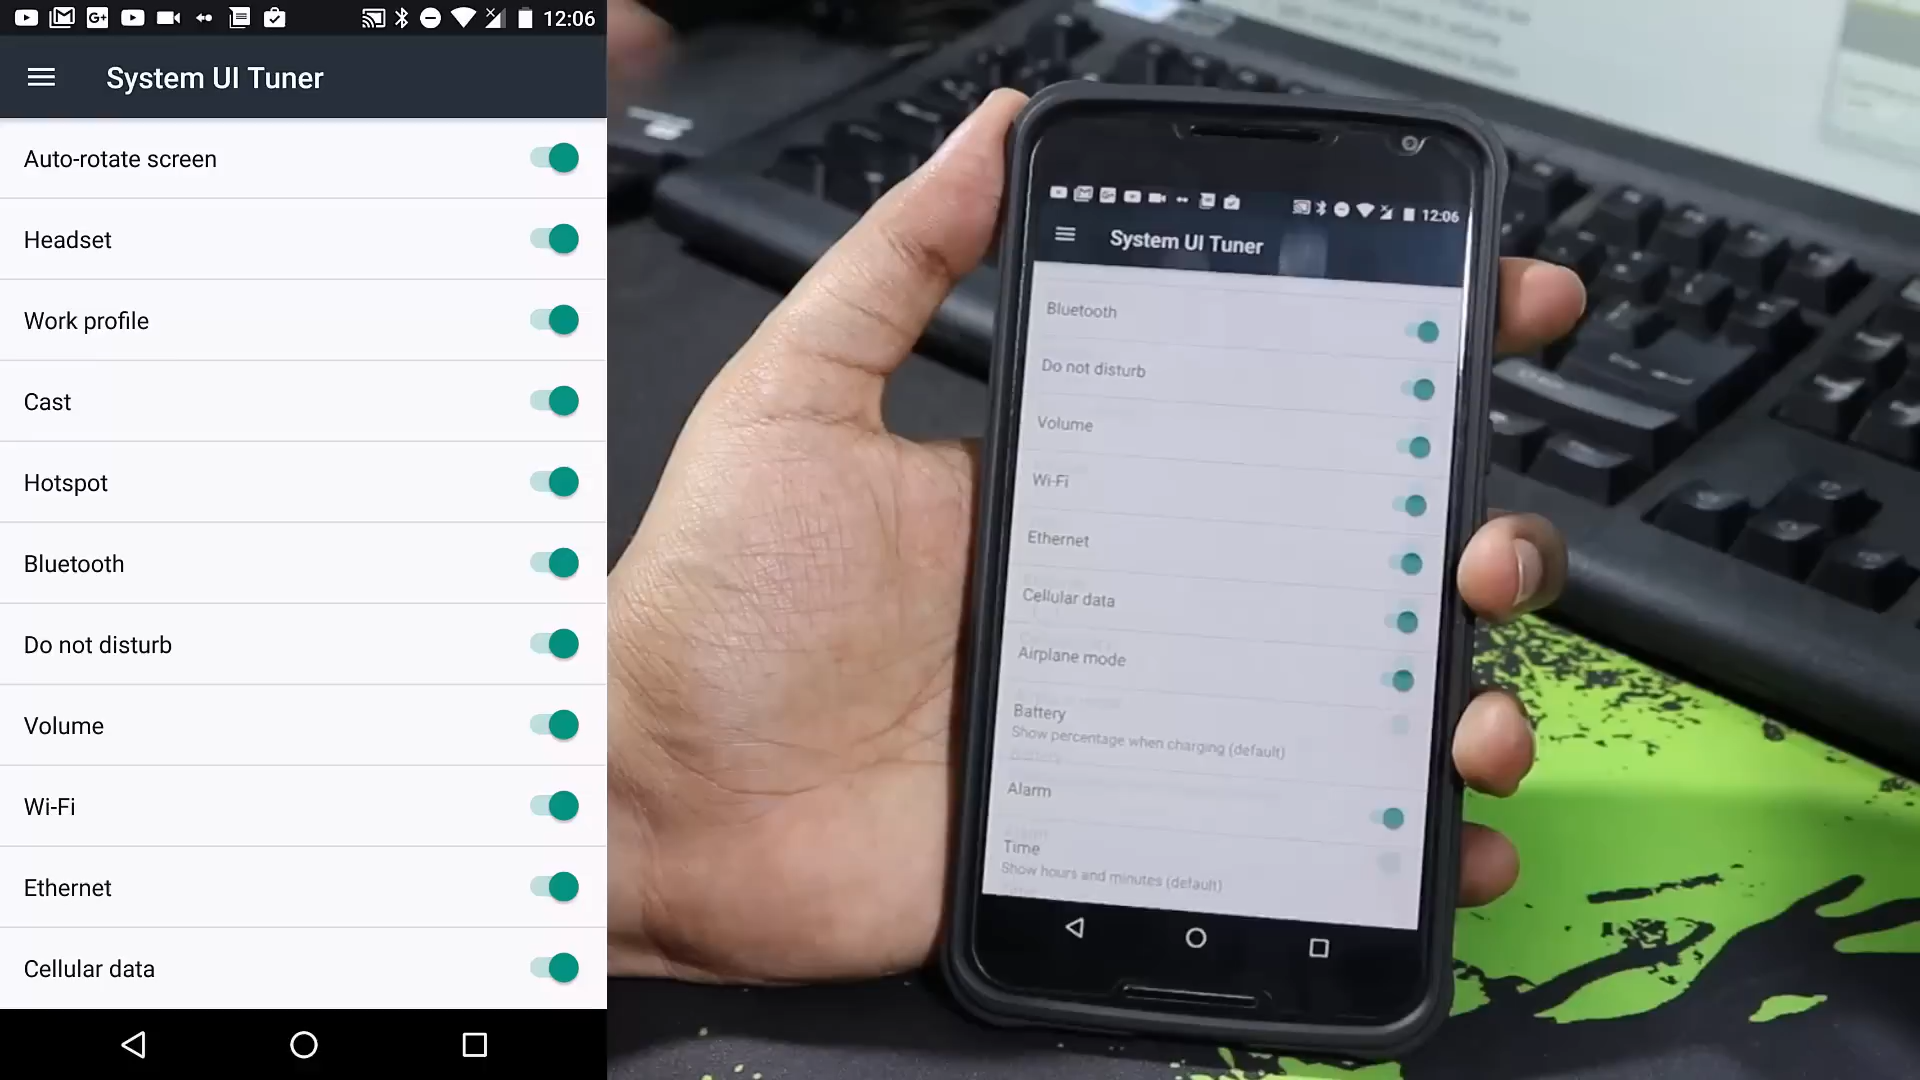 12:06
System UI Tuner
Auto-rotate screen
Headset
Work profile
Cast
Hotspot
Bluetooth
Do not disturb
Volume
Wi-Fi
Ethernet
Cellular data
12:06
System UI Tuner
Bluetooth
Do not disturb
Volume
Wi-Fi
Ethernet
Cellular data
Airplane mode
Battery
Show percentage when charging (default)
Alarm
Time
Show hours and minutes (default)